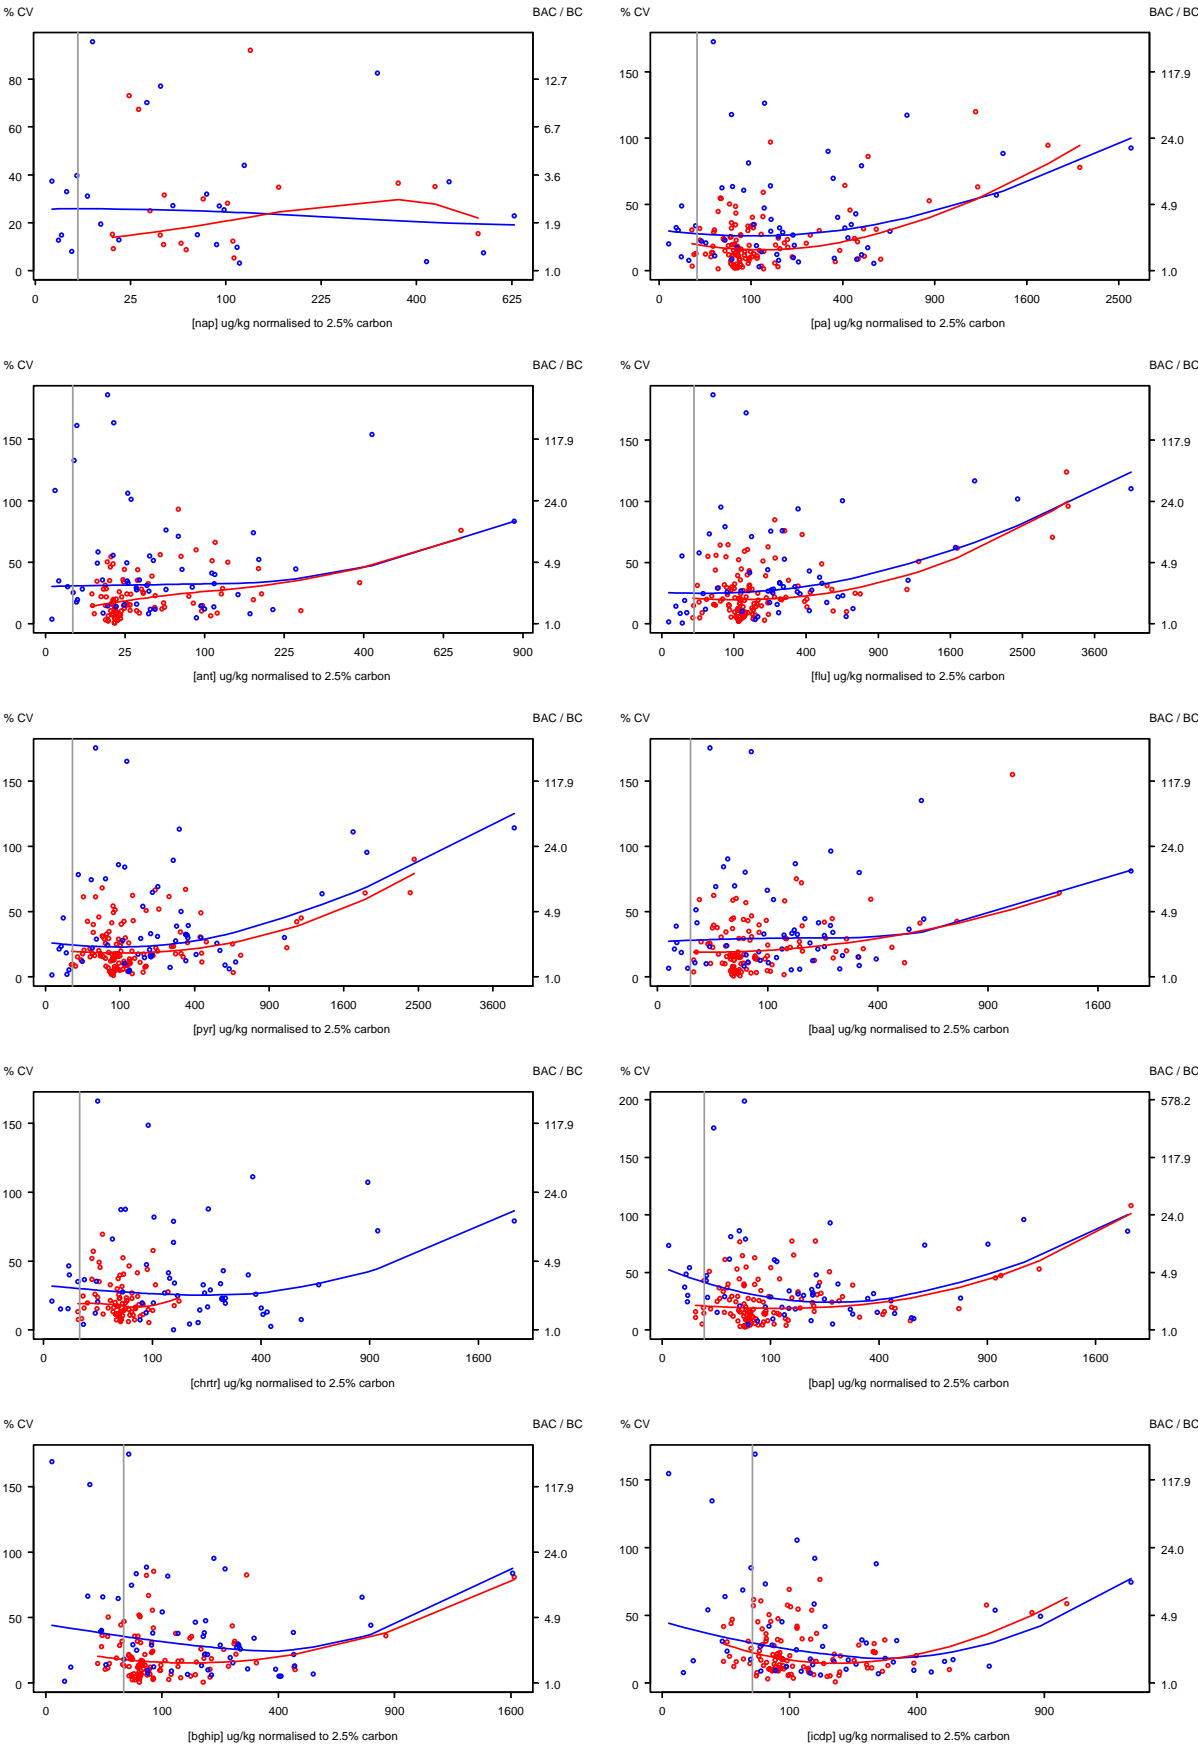 % CV BAC / BC % CV BAC / BC
80 12.7 150 117.9
60 6.7 100 24.0
40 3.6
20 1.9 50 4.9
0 1.0 0 1.0
0 25 100 225 400 625 0 100 400 900 1600 2500
[nap] ug/kg normalised to 2.5% carbon [pa] ug/kg normalised to 2.5% carbon
% CV BAC / BC % CV BAC / BC
150 117.9 150 117.9
100 24.0 100 24.0
50 4.9 50 4.9
0 1.0 0 1.0
0 25 100 225 400 625 900 0 100 400 900 1600 2500 3600
[ant] ug/kg normalised to 2.5% carbon [flu] ug/kg normalised to 2.5% carbon
% CV BAC / BC % CV BAC / BC
150 117.9 150 117.9
100 24.0 100 24.0
50 4.9 50 4.9
0 1.0 0 1.0
0 100 400 900 1600 2500 3600 0 100 400 900 1600
[pyr] ug/kg normalised to 2.5% carbon [baa] ug/kg normalised to 2.5% carbon
% CV BAC / BC % CV BAC / BC
200 578.2
150 117.9 150 117.9
100 24.0 100 24.0
50 4.9 50 4.9
0 1.0 0 1.0
0 100 400 900 1600 0 100 400 900 1600
[chrtr] ug/kg normalised to 2.5% carbon [bap] ug/kg normalised to 2.5% carbon
% CV BAC / BC % CV BAC / BC
150 117.9 150 117.9
100 24.0 100 24.0
50 4.9 50 4.9
0 1.0 0 1.0
0 100 400 900 1600 0 100 400 900
[bghip] ug/kg normalised to 2.5% carbon [icdp] ug/kg normalised to 2.5% carbon